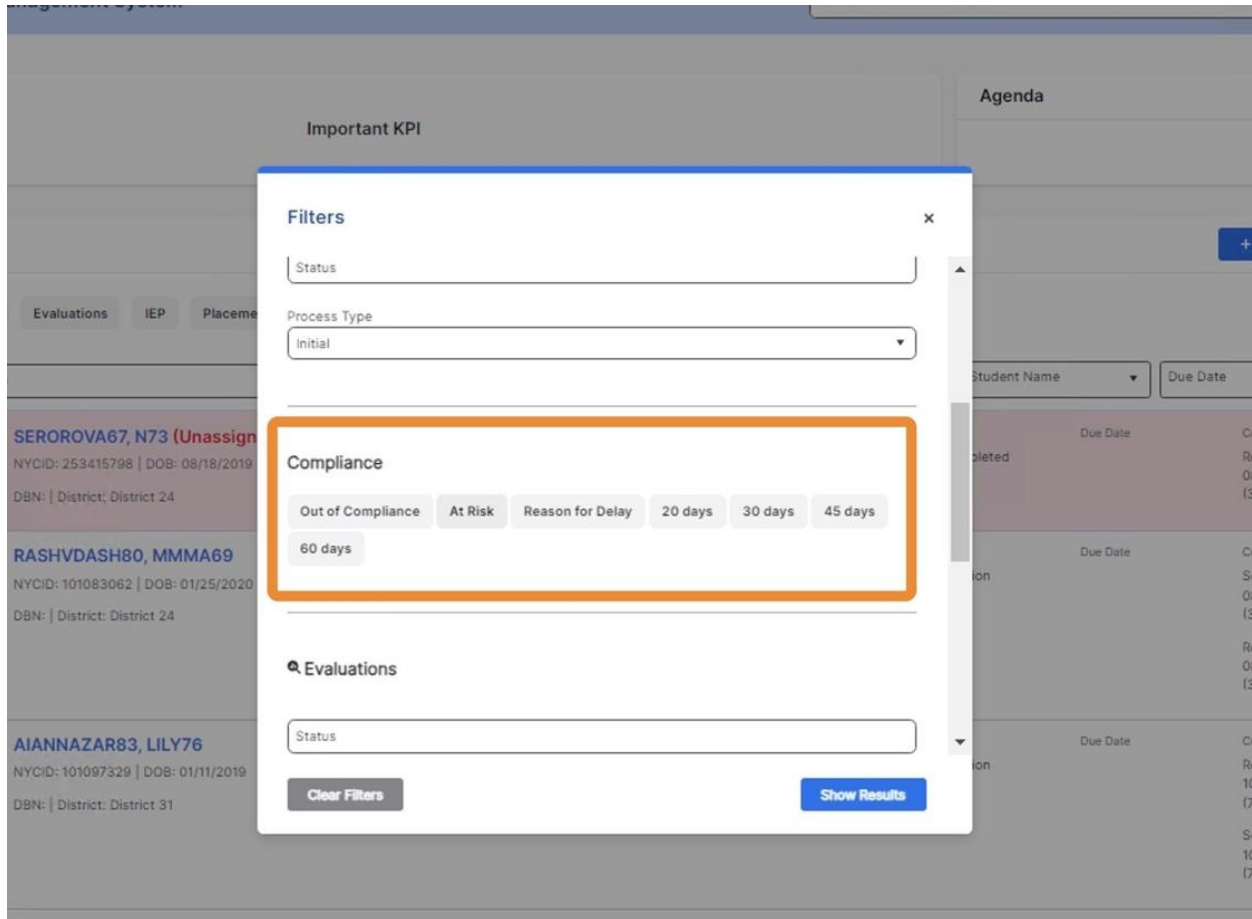 Management System
Agenda
Important KPI
Filters
×
Status
Evaluations
IEP
Placeme
Process Type
Initial
Student Name
Due Date
SEROROVA67, N73 (Unassign
NYCID: 253415798 | DOB: 08/18/2019
DBN: | District: District 24
pleted
Due Date
Compliance
Out of Compliance
At Risk
Reason for Delay
20 days
30 days
45 days
60 days
RASHVDASH80, MMMA69
NYCID: 101083062 | DOB: 01/25/2020
DBN: | District: District 24
ion
Due Date
Evaluations
Status
AIANNAZAR83, LILY76
NYCID: 101097329 | DOB: 01/11/2019
DBN: | District: District 31
ion
Due Date
Clear Filters
Show Results